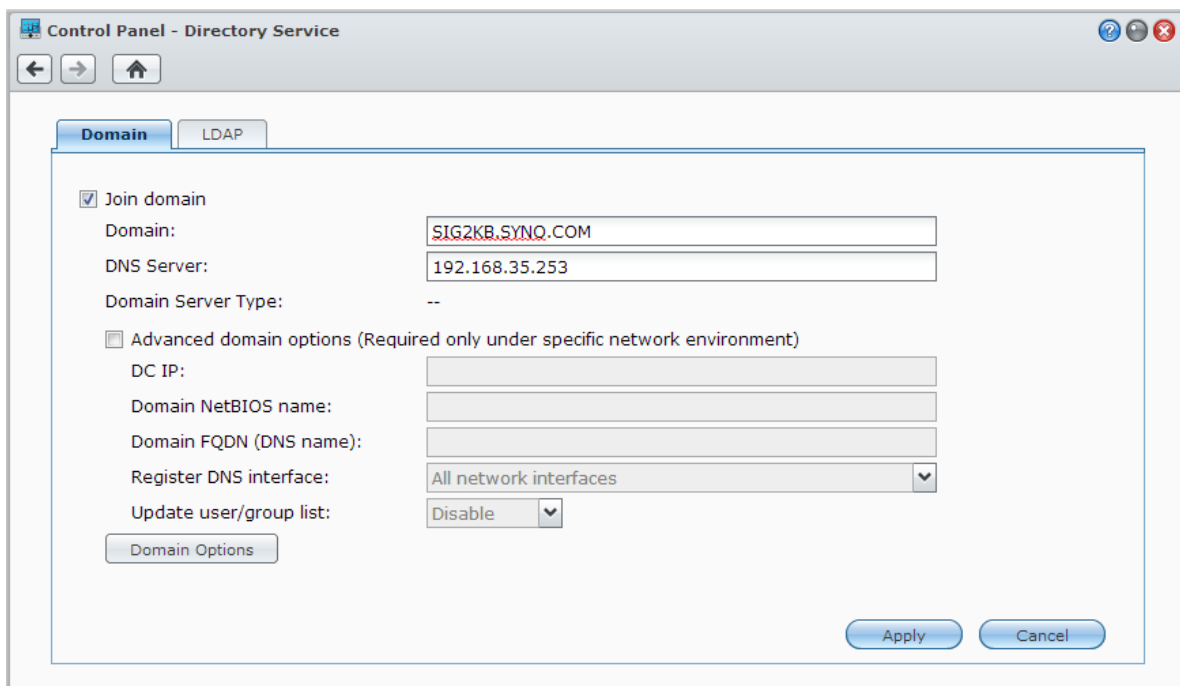 Control Panel - Directory Service
Domain LDAP
Join domain
Domain: SIG2KB.SYNO.COM
DNS Server: 192.168.35.253
Domain Server Type: --
Advanced domain options (Required only under specific network environment)
DC IP:
Domain NetBIOS name:
Domain FQDN (DNS name):
Register DNS interface: All network interfaces
Update user/group list: Disable
Domain Options
Apply Cancel